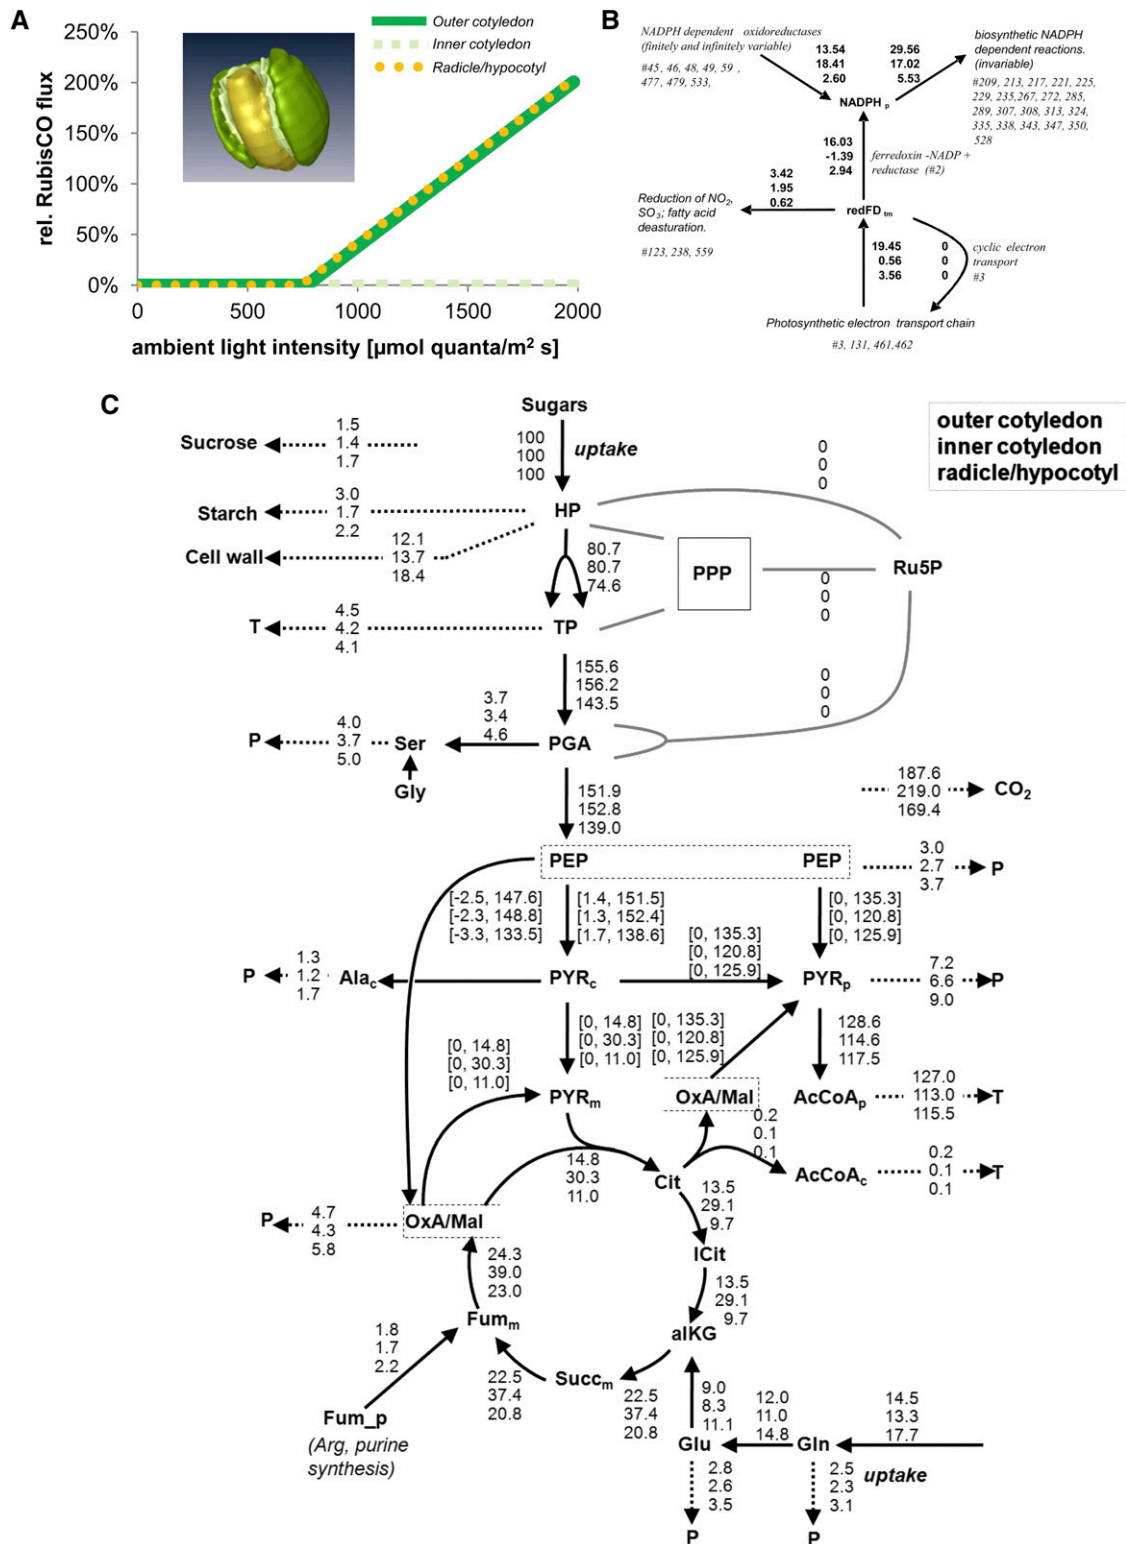 A
250%
200%
150%
100%
50%
0%
rel. RubisCO flux
Outer cotyledon
Inner cotyledon
Radicle/hypocotyl
0
500
1000
1500
2000
ambient light intensity [µmol quanta/m² s]
B
NADPH dependent oxidoreductases
(finitely and infinitely variable)
#45, 46, 48, 49, 59 ,
477, 479, 533,
13.54
18.41
2.60
29.56
17.02
5.53
biosynthetic NADPH
dependent reactions.
(invariable)
#209, 213, 217, 221, 225,
229, 235,267, 272, 285,
289, 307, 308, 313, 324,
335, 338, 343, 347, 350,
528
NADPH p
16.03
-1.39
2.94
ferredoxin -NADP +
reductase (#2)
3.42
1.95
0.62
Reduction of NO2,
SO3; fatty acid
deasturation.
#123, 238, 559
redFD tm
19.45
0.56
3.56
0
0
0
cyclic electron
transport
#3
Photosynthetic electron transport chain
#3, 131, 461,462
C
outer cotyledon
inner cotyledon
radicle/hypocotyl
Sugars
100
100
100
uptake
Sucrose
1.5
1.4
1.7
0
0
0
HP
Starch
3.0
1.7
2.2
Cell wall
12.1
13.7
18.4
80.7
80.7
74.6
PPP
Ru5P
0
0
0
T
4.5
4.2
4.1
TP
155.6
156.2
143.5
0
0
0
P
4.0
3.7
5.0
Ser
3.7
3.4
4.6
PGA
Gly
151.9
152.8
139.0
187.6
219.0
169.4
CO2
PEP
PEP
3.0
2.7
3.7
P
[-2.5, 147.6]
[-2.3, 148.8]
[-3.3, 133.5]
[1.4, 151.5]
[1.3, 152.4]
[1.7, 138.6]
[0, 135.3]
[0, 120.8]
[0, 125.9]
[0, 135.3]
[0, 120.8]
[0, 125.9]
P
1.3
1.2
1.7
Alac
PYRc
PYRp
7.2
6.6
9.0
P
[0, 14.8]
[0, 30.3]
[0, 11.0]
[0, 14.8]
[0, 30.3]
[0, 11.0]
[0, 135.3]
[0, 120.8]
[0, 125.9]
128.6
114.6
117.5
PYRm
OxA/Mal
AcCoAp
127.0
113.0
115.5
T
0.2
0.1
0.1
14.8
30.3
11.0
Cit
AcCoAc
0.2
0.1
0.1
T
P
4.7
4.3
5.8
OxA/Mal
13.5
29.1
9.7
ICit
24.3
39.0
23.0
13.5
29.1
9.7
Fumm
alKG
1.8
1.7
2.2
Succm
22.5
37.4
20.8
22.5
37.4
20.8
9.0
8.3
11.1
12.0
11.0
14.8
14.5
13.3
17.7
Fum_p
(Arg, purine
synthesis)
Glu
Gln
uptake
2.8
2.6
3.5
2.5
2.3
3.1
P
P